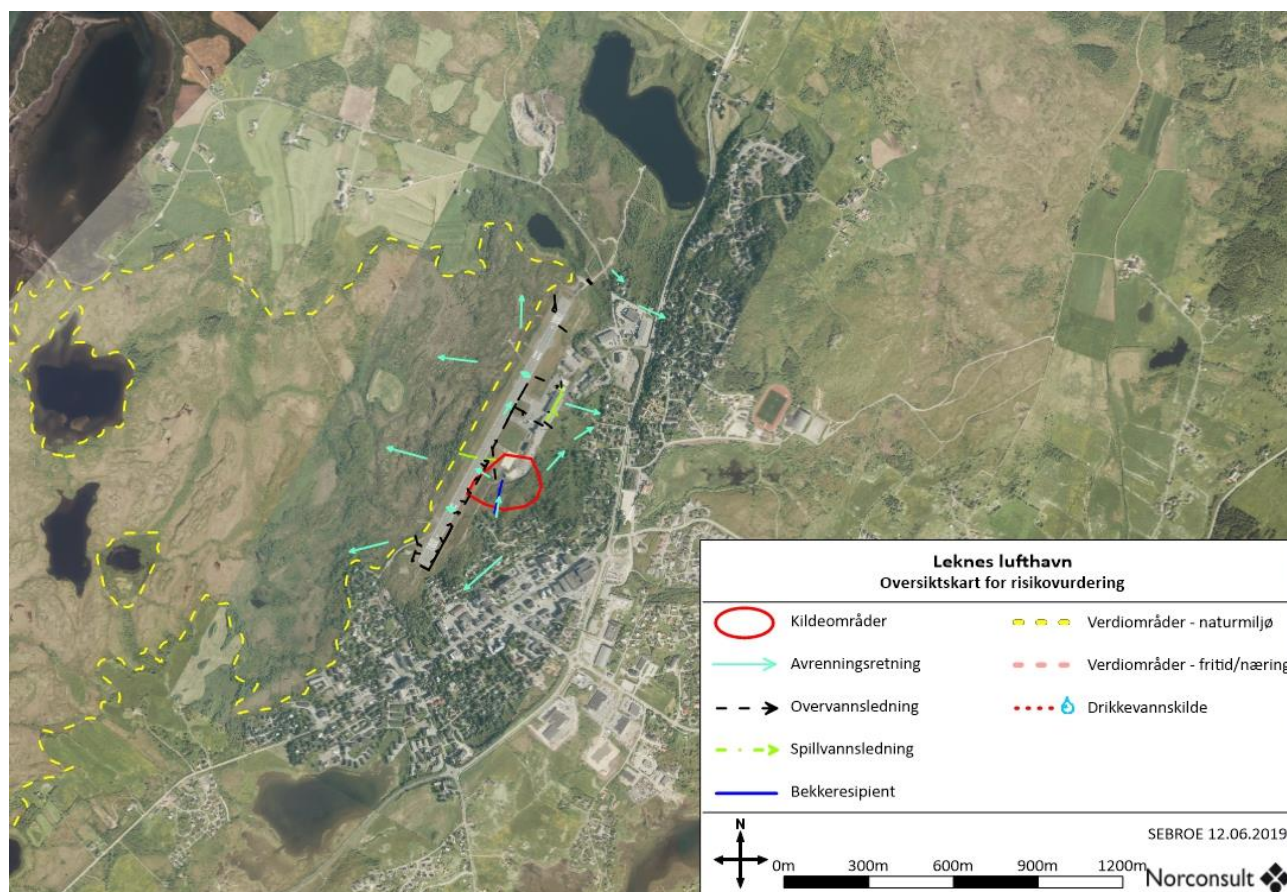 Leknes lufthavn
Oversiktskart for risikovurdering
Kildeområder
Verdiområder - naturmiljø
Avrenningsretning
Verdiområder - fritid/næring
Overvannsledning
Drikkevannskilde
Spillvannsledning
Bekkeresipient
N
SEBROE 12.06.2019
0m 300m 600m 900m 1200m
Norconsult